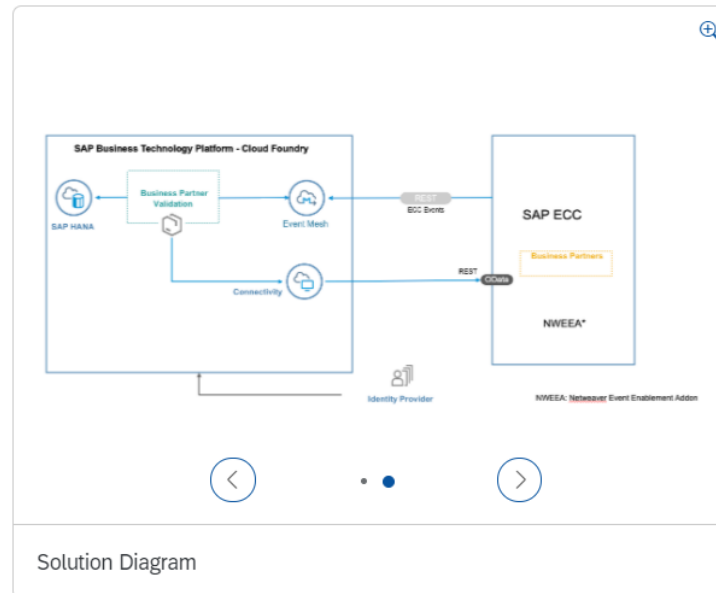 SAP Business Technology Platform - Cloud Foundry
Business Partner
Validation
SAP HANA
Event Mesh
REST
ECC Events
SAP ECC
Business Partners
Connectivity
REST
OData
NWEEA*
Identity Provider
NWEEA: Netweaver Event Enablement Addon
Solution Diagram